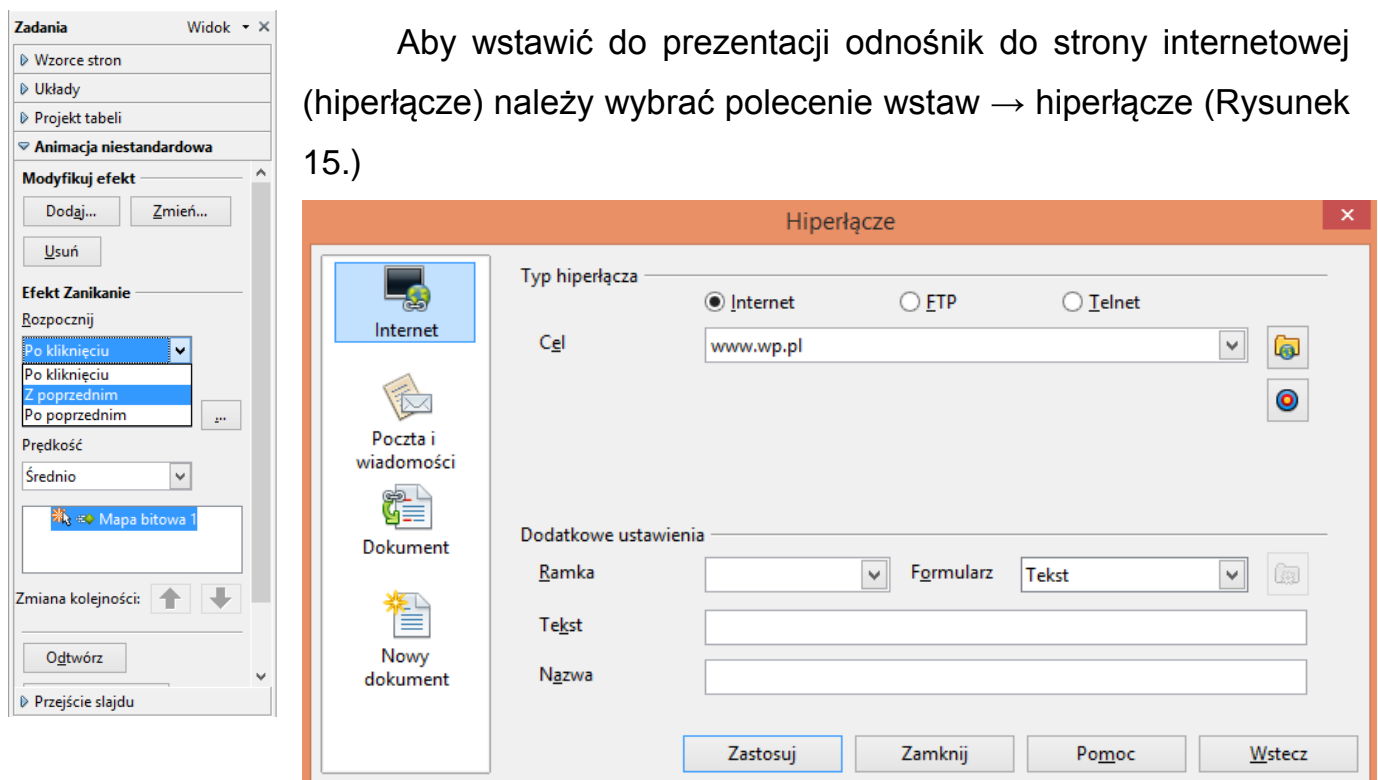 Zadania Widok
Wzorce stron
Układy
Projekt tabeli
Animacja niestandardowa
Modyfikuj efekt
Dodaj... Zmień...
Usuń
Efekt Zanikanie
Rozpocznij
Po kliknięciu
Po kliknięciu
Z poprzednim
Po poprzednim
...
Prędkość
Średnio
Mapa bitowa 1
Zmiana kolejności:
Odtwórz
Przejście slajdu
Aby wstawić do prezentacji odnośnik do strony internetowej
(hiperłącze) należy wybrać polecenie wstaw → hiperłącze (Rysunek
15.)
Hiperłącze
Internet
Poczta i
wiadomości
Dokument
Nowy
dokument
Typ hiperłącza
Internet FTP Telnet
Cel www.wp.pl
Dodatkowe ustawienia
Ramka Formularz Tekst
Tekst
Nazwa
Zastosuj Zamknij Pomoc Wstecz